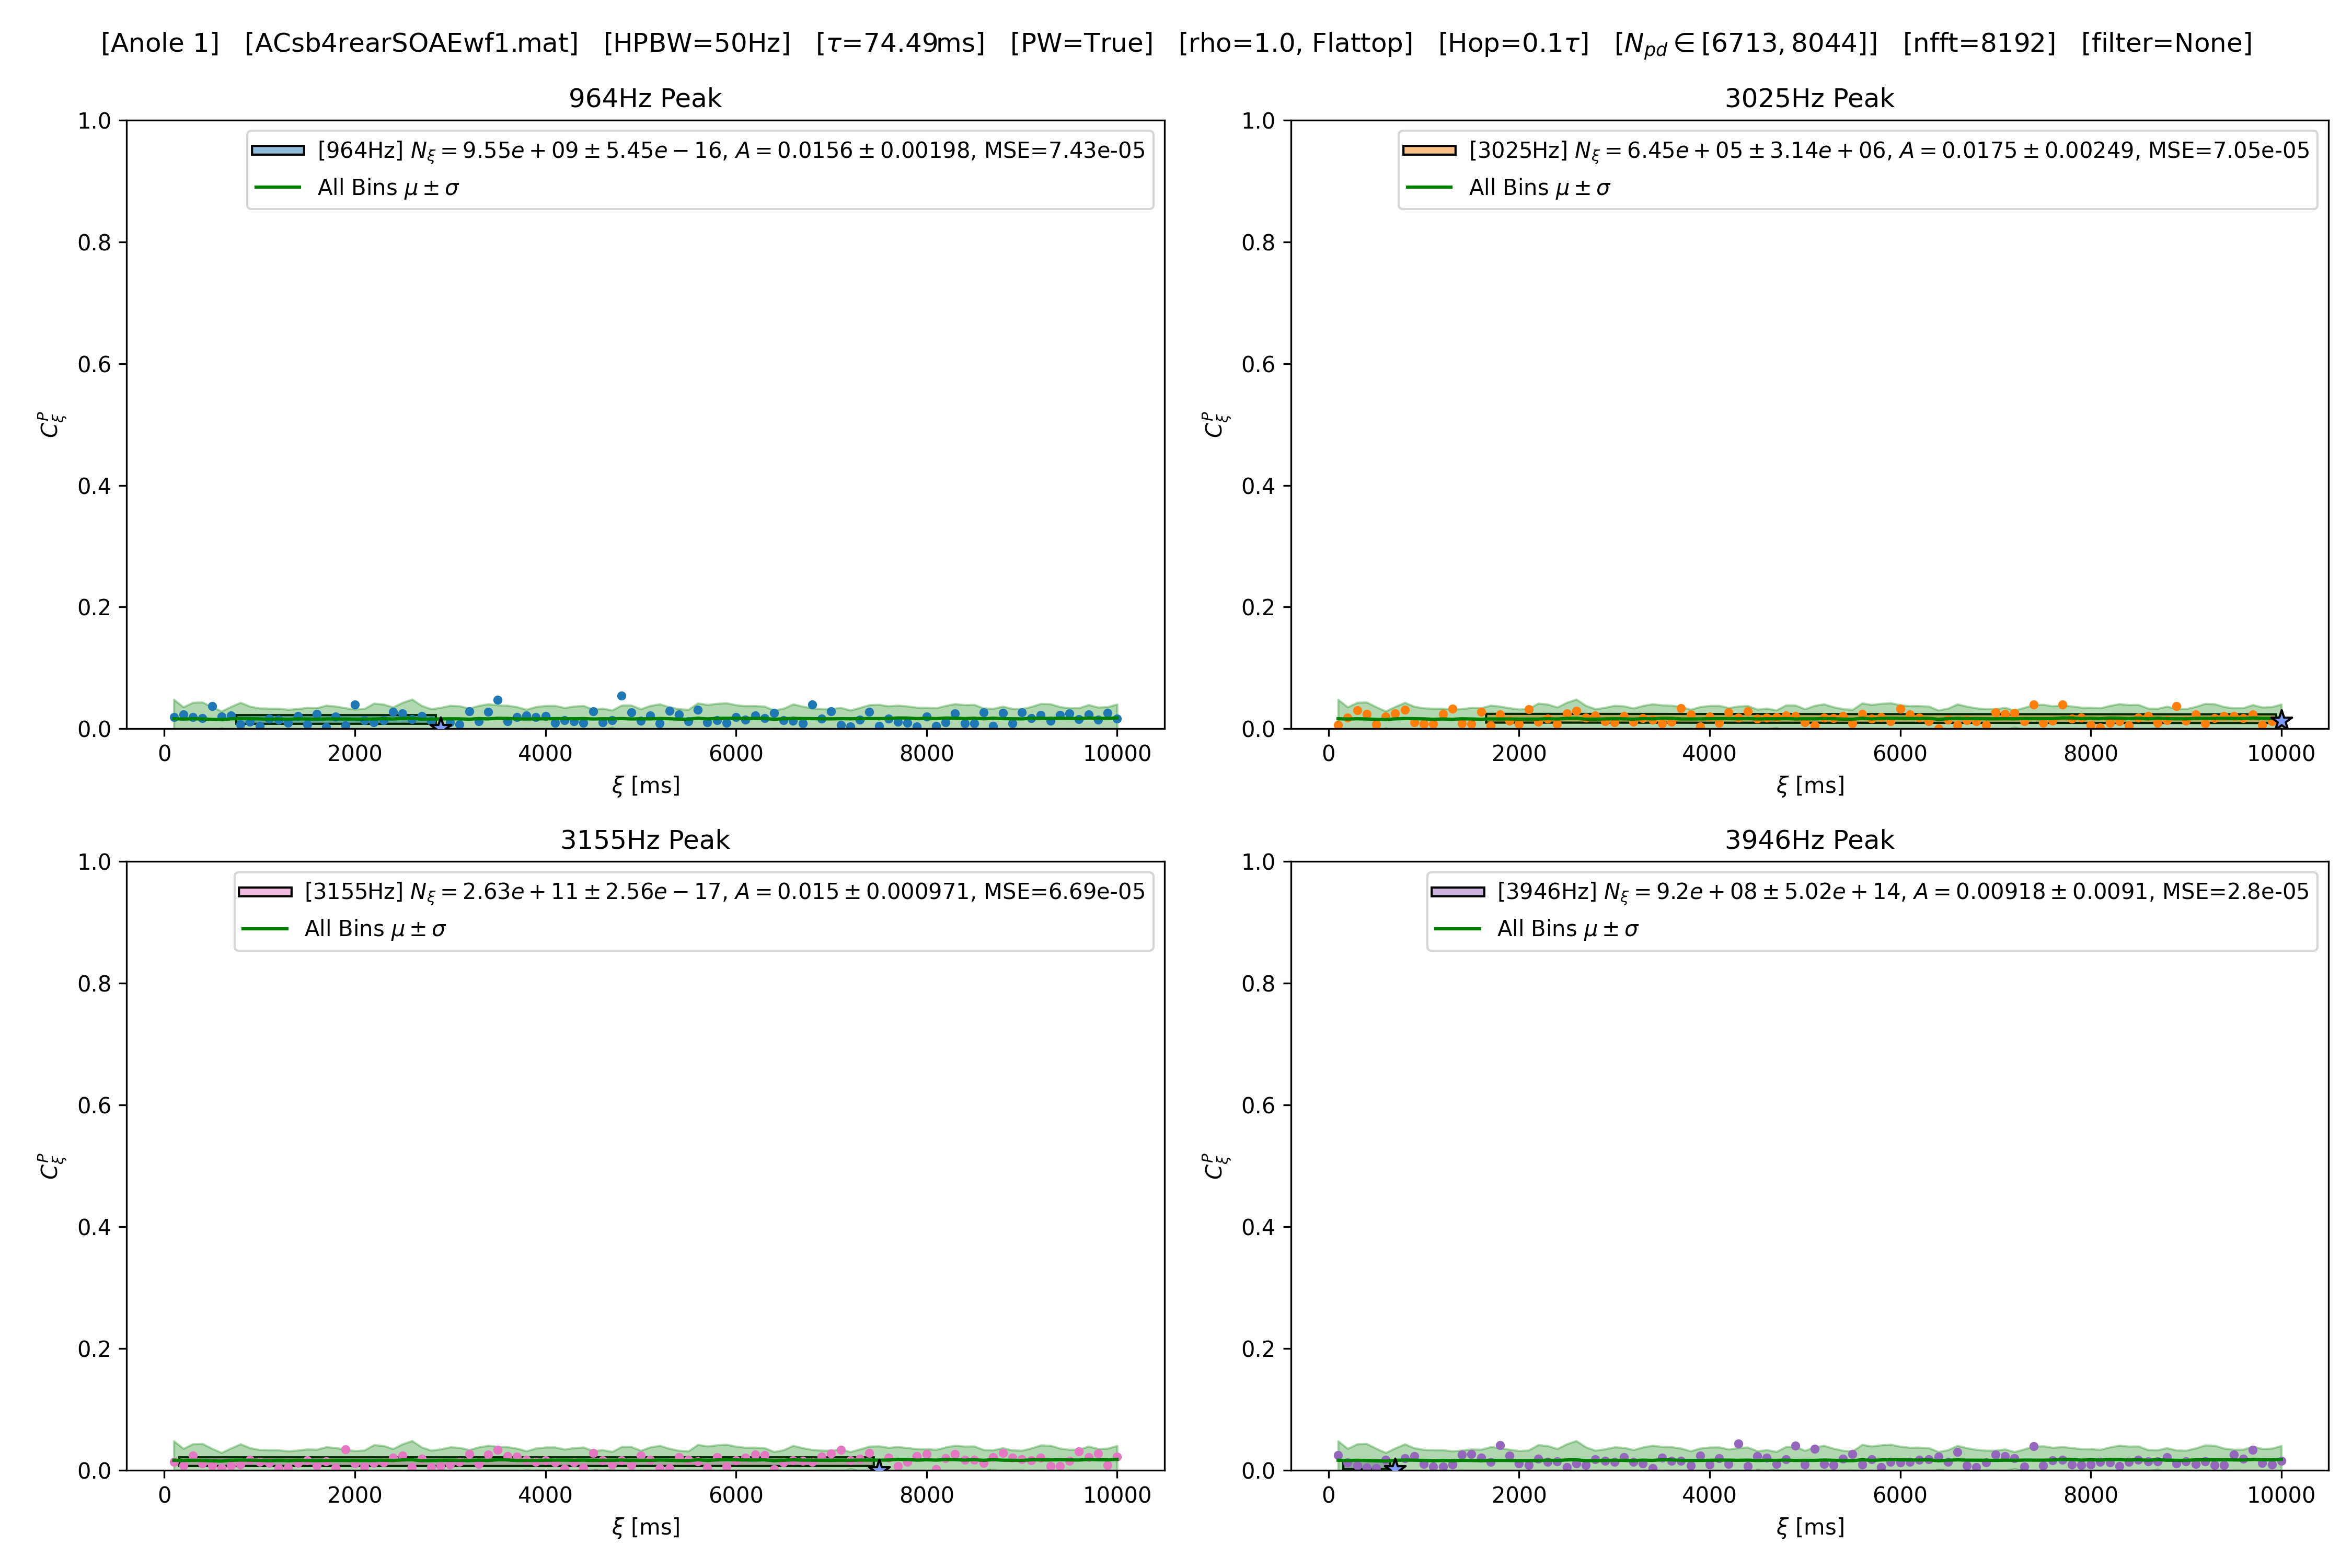 [Anole 1] [ACsb4rearSOAEwf1.mat] [HPBW=50Hz] [τ=74.49ms] [PW=True] [rho=1.0, Flattop] [Hop=0.1τ] [N_pd ∈ [6713, 8044]] [nfft=8192] [filter=None]
964Hz Peak
[964Hz] N_ξ = 9.55e + 09 ± 5.45e − 16, A = 0.0156 ± 0.00198, MSE=7.43e-05
All Bins μ ± σ
1.0
0.8
0.6
0.4
0.2
0.0
C_ξ^P
0 2000 4000 6000 8000 10000
ξ [ms]
3025Hz Peak
[3025Hz] N_ξ = 6.45e + 05 ± 3.14e + 06, A = 0.0175 ± 0.00249, MSE=7.05e-05
All Bins μ ± σ
1.0
0.8
0.6
0.4
0.2
0.0
C_ξ^P
0 2000 4000 6000 8000 10000
ξ [ms]
3155Hz Peak
[3155Hz] N_ξ = 2.63e + 11 ± 2.56e − 17, A = 0.015 ± 0.000971, MSE=6.69e-05
All Bins μ ± σ
1.0
0.8
0.6
0.4
0.2
0.0
C_ξ^P
0 2000 4000 6000 8000 10000
ξ [ms]
3946Hz Peak
[3946Hz] N_ξ = 9.2e + 08 ± 5.02e + 14, A = 0.00918 ± 0.0091, MSE=2.8e-05
All Bins μ ± σ
1.0
0.8
0.6
0.4
0.2
0.0
C_ξ^P
0 2000 4000 6000 8000 10000
ξ [ms]